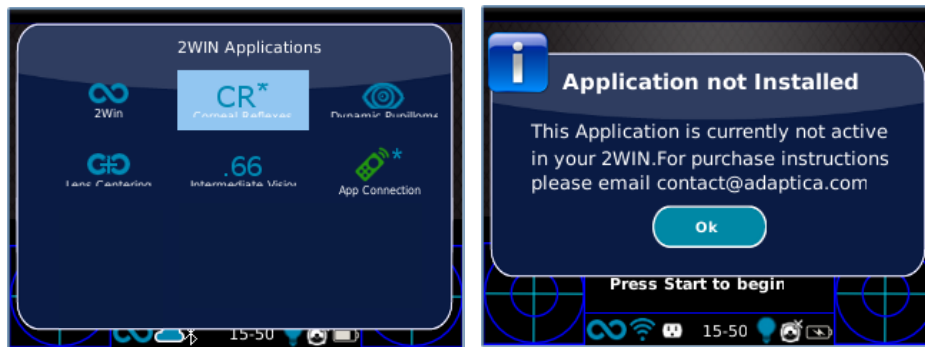 2WIN Applications
2Win
CR*
Corneal Reflexes
Dynamic Pupillome
Lens Centering
.66
Intermediate Vision
*
App Connection
15-50
i
Application not Installed
This Application is currently not active
in your 2WIN.For purchase instructions
please email contact@adaptica.com
Ok
Press Start to begin
15-50